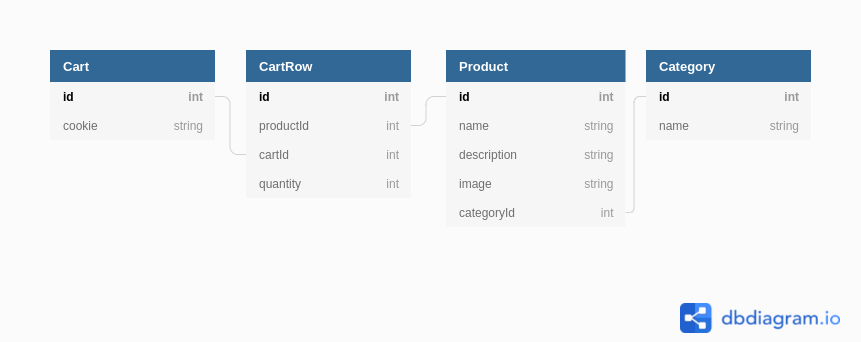 Cart
id int
cookie string
CartRow
id int
productId int
cartId int
quantity int
Product
id int
name string
description string
image string
categoryId int
Category
id int
name string
dbdiagram.io